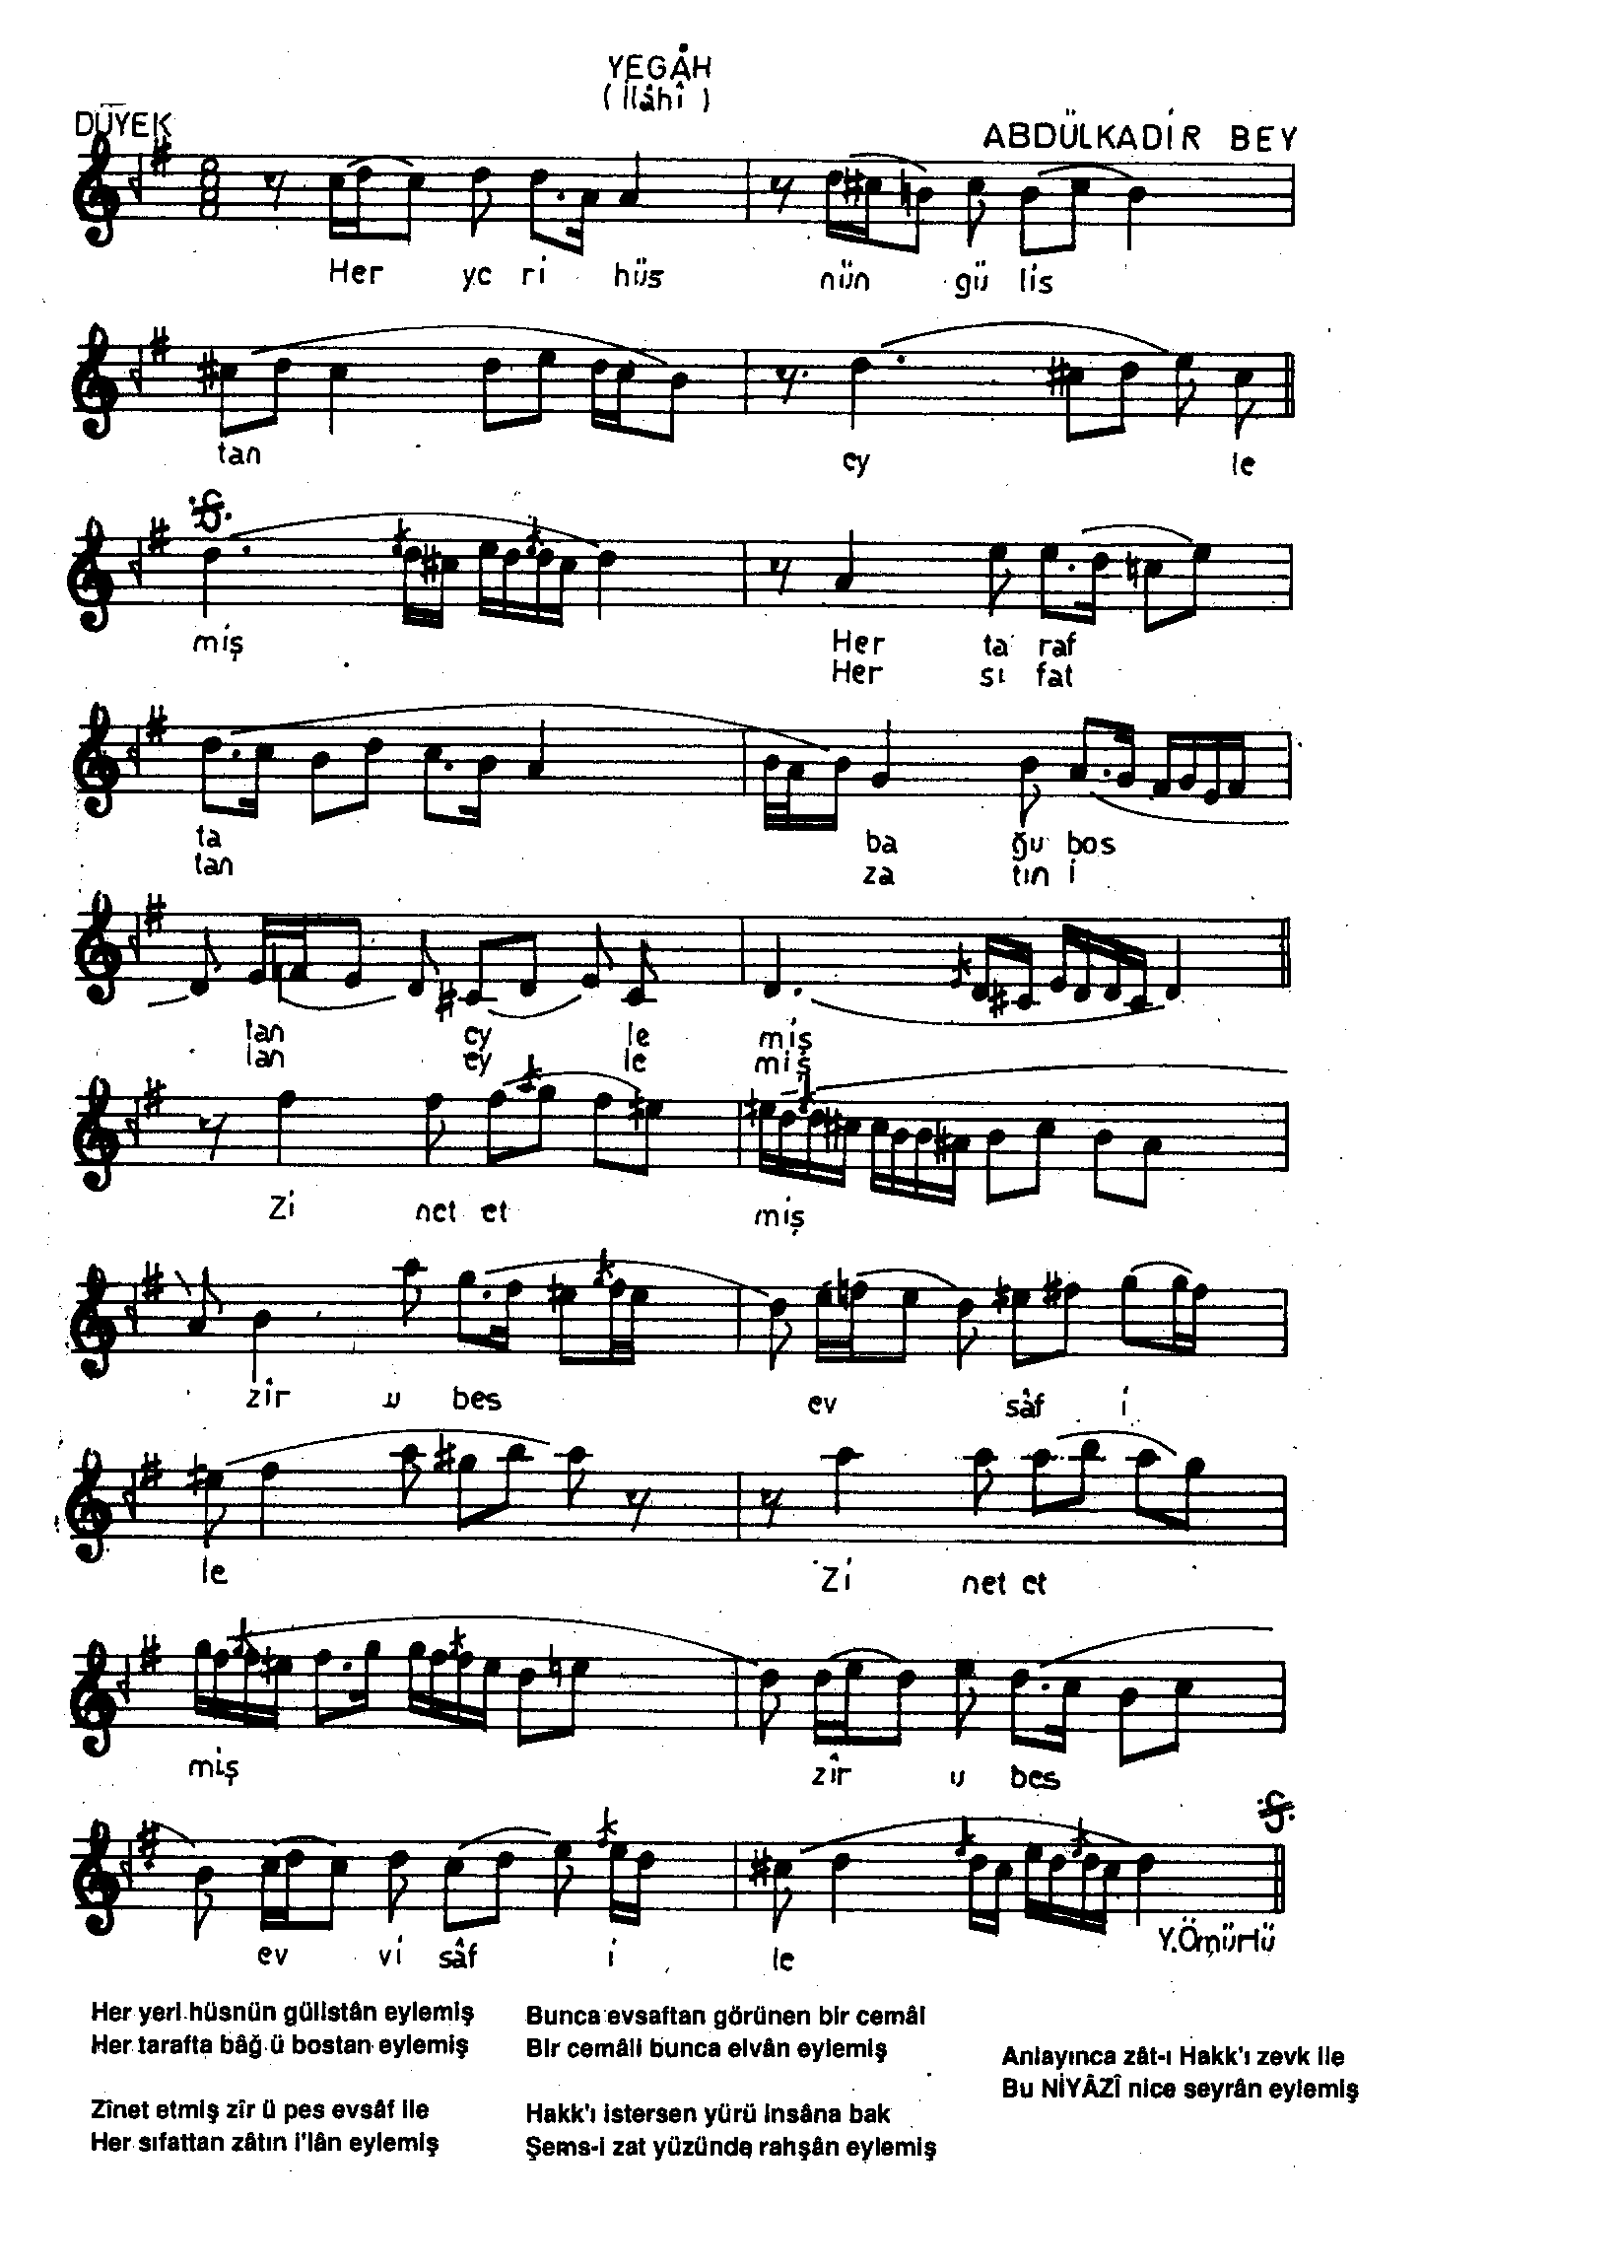 YEGÂH
(İlâhî)
DÜYEK
ABDÜLKADİR BEY
Her ye ri hüs nün gü lis
tan ey le
miş Her ta raf
Her sı fat
ta ba ğu bos
tan za tın i
tan ey le miş
lan ey le miş
Zi net et miş
zîr u bes ev sâf i
le Zi net et
miş zîr u bes
ev vi sâf i le
Y.Ömürlü
Her yeri hüsnün gülistân eylemiş
Her tarafta bâğ ü bostan eylemiş
Zînet etmiş zîr ü pes evsâf ile
Her sıfattan zâtın i'lân eylemiş
Bunca evsaftan görünen bir cemâl
Bir cemâli bunca elvân eylemiş
Hakk'ı istersen yürü insâna bak
Şems-i zat yüzünde rahşân eylemiş
Anlayınca zât-ı Hakk'ı zevk ile
Bu NİYÂZÎ nice seyrân eylemiş